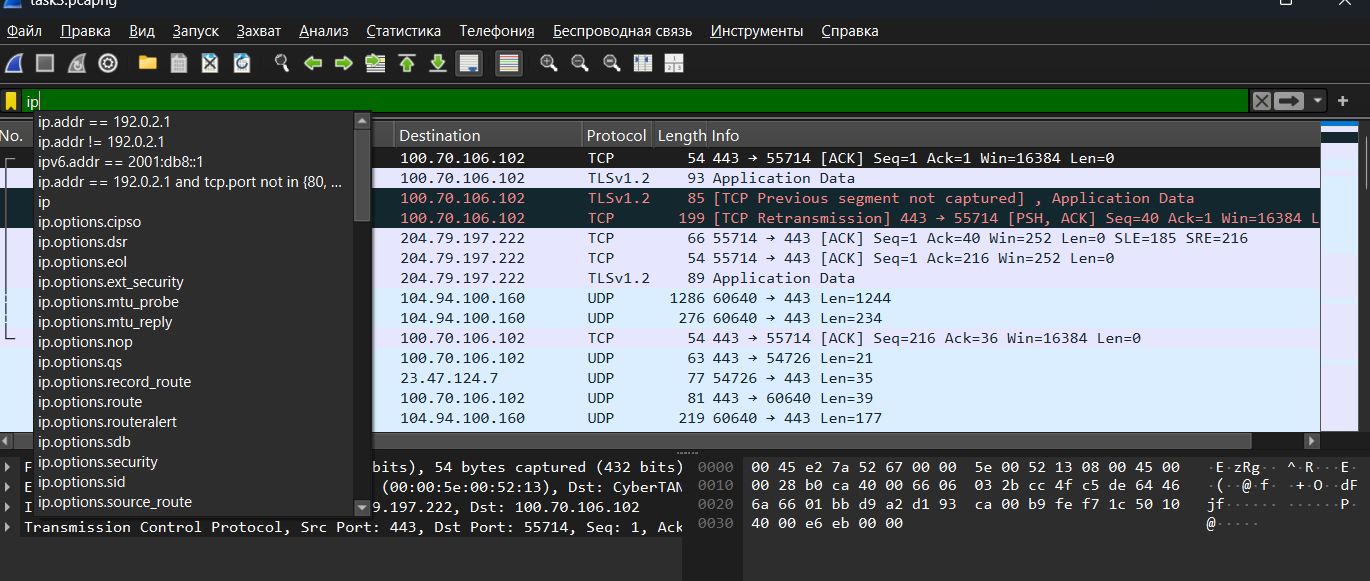 task3.pcapng
Файл Правка Вид Запуск Захват Анализ Статистика Телефония Беспроводная связь Инструменты Справка
ip
No. Destination Protocol Length Info
ip.addr == 192.0.2.1
ip.addr != 192.0.2.1
ipv6.addr == 2001:db8::1
ip.addr == 192.0.2.1 and tcp.port not in {80, ...
ip
ip.options.cipso
ip.options.dsr
ip.options.eol
ip.options.ext_security
ip.options.mtu_probe
ip.options.mtu_reply
ip.options.nop
ip.options.qs
ip.options.record_route
ip.options.route
ip.options.routeralert
ip.options.sdb
ip.options.security
ip.options.sid
ip.options.source_route
100.70.106.102 TCP 54 443 → 55714 [ACK] Seq=1 Ack=1 Win=16384 Len=0
100.70.106.102 TLSv1.2 93 Application Data
100.70.106.102 TLSv1.2 85 [TCP Previous segment not captured] , Application Data
100.70.106.102 TCP 199 [TCP Retransmission] 443 → 55714 [PSH, ACK] Seq=40 Ack=1 Win=16384 L
204.79.197.222 TCP 66 55714 → 443 [ACK] Seq=1 Ack=40 Win=252 Len=0 SLE=185 SRE=216
204.79.197.222 TCP 54 55714 → 443 [ACK] Seq=1 Ack=216 Win=252 Len=0
204.79.197.222 TLSv1.2 89 Application Data
104.94.100.160 UDP 1286 60640 → 443 Len=1244
104.94.100.160 UDP 276 60640 → 443 Len=234
100.70.106.102 TCP 54 443 → 55714 [ACK] Seq=216 Ack=36 Win=16384 Len=0
100.70.106.102 UDP 63 443 → 54726 Len=21
23.47.124.7 UDP 77 54726 → 443 Len=35
100.70.106.102 UDP 81 443 → 60640 Len=39
104.94.100.160 UDP 219 60640 → 443 Len=177
F bits), 54 bytes captured (432 bits)
E (00:00:5e:00:52:13), Dst: CyberTAN
I 9.197.222, Dst: 100.70.106.102
Transmission Control Protocol, Src Port: 443, Dst Port: 55714, Seq: 1, Ack
0000 00 45 e2 7a 52 67 00 00 5e 00 52 13 08 00 45 00 ·E·zRg·· ^·R···E·
0010 00 28 b0 ca 40 00 66 06 03 2b cc 4f c5 de 64 46 ·(··@·f· ·+·O··dF
0020 6a 66 01 bb d9 a2 d1 93 ca 00 b9 fe f7 1c 50 10 jf······ ······P·
0030 40 00 e6 eb 00 00 @·····